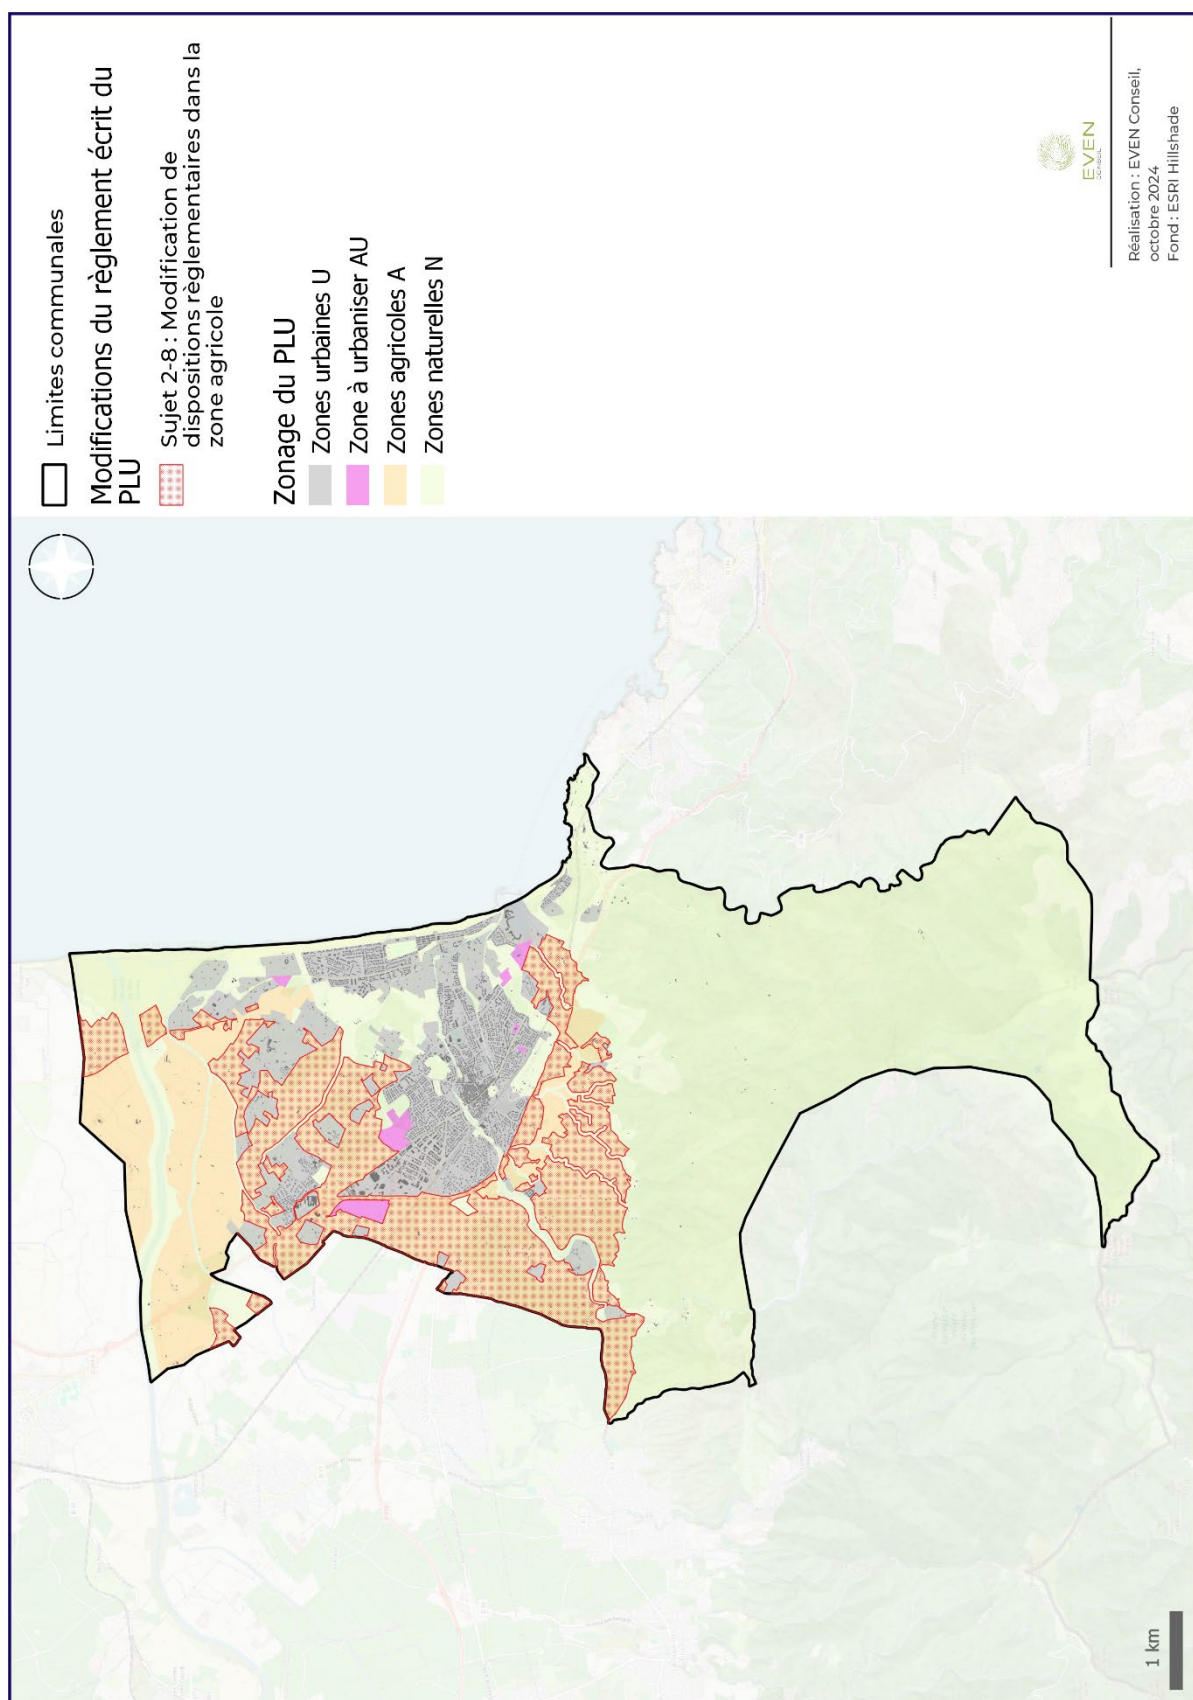 Limites communales
Modifications du règlement écrit du
PLU
Sujet 2-8 : Modification de
dispositions règlementaires dans la
zone agricole
Zonage du PLU
Zones urbaines U
Zone à urbaniser AU
Zones agricoles A
Zones naturelles N
EVEN
CONSEIL
Réalisation : EVEN Conseil,
octobre 2024
Fond : ESRI Hillshade
1 km